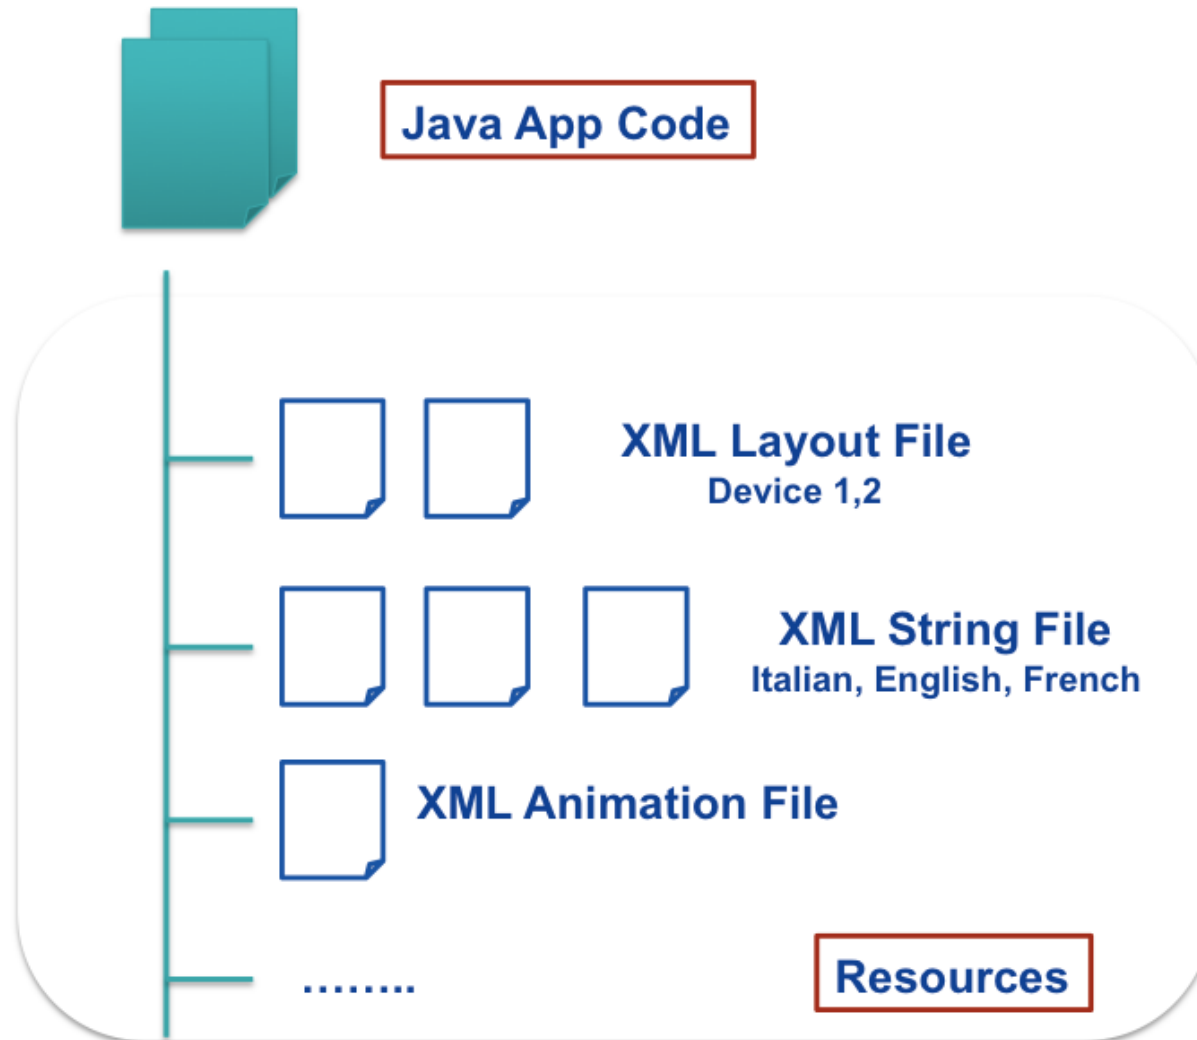 Java App Code
XML Layout File
Device 1,2
XML String File
Italian, English, French
XML Animation File
........
Resources